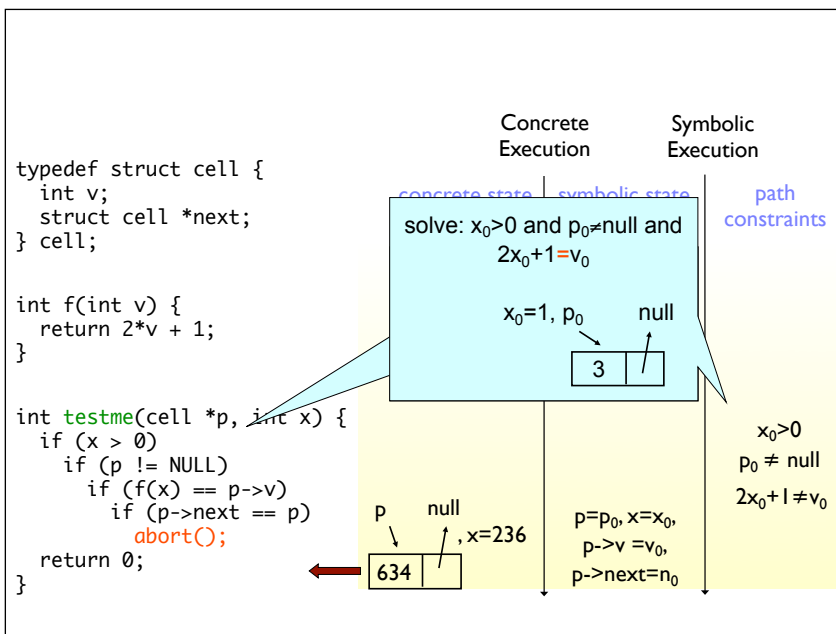 Concrete Execution
Symbolic Execution
typedef struct cell {
int v;
struct cell *next;
} cell;
int f(int v) {
return 2*v + 1;
}
int testme(cell *p, int x) {
if (x > 0)
if (p != NULL)
if (f(x) == p->v)
if (p->next == p)
abort();
return 0;
}
concrete state
symbolic state
path constraints
solve: x₀>0 and p₀≠null and
2x₀+1=v₀
x₀=1, p₀
null
3
x₀>0
p₀ ≠ null
2x₀+1≠v₀
p
null
, x=236
634
p=p₀, x=x₀,
p->v =v₀,
p->next=n₀